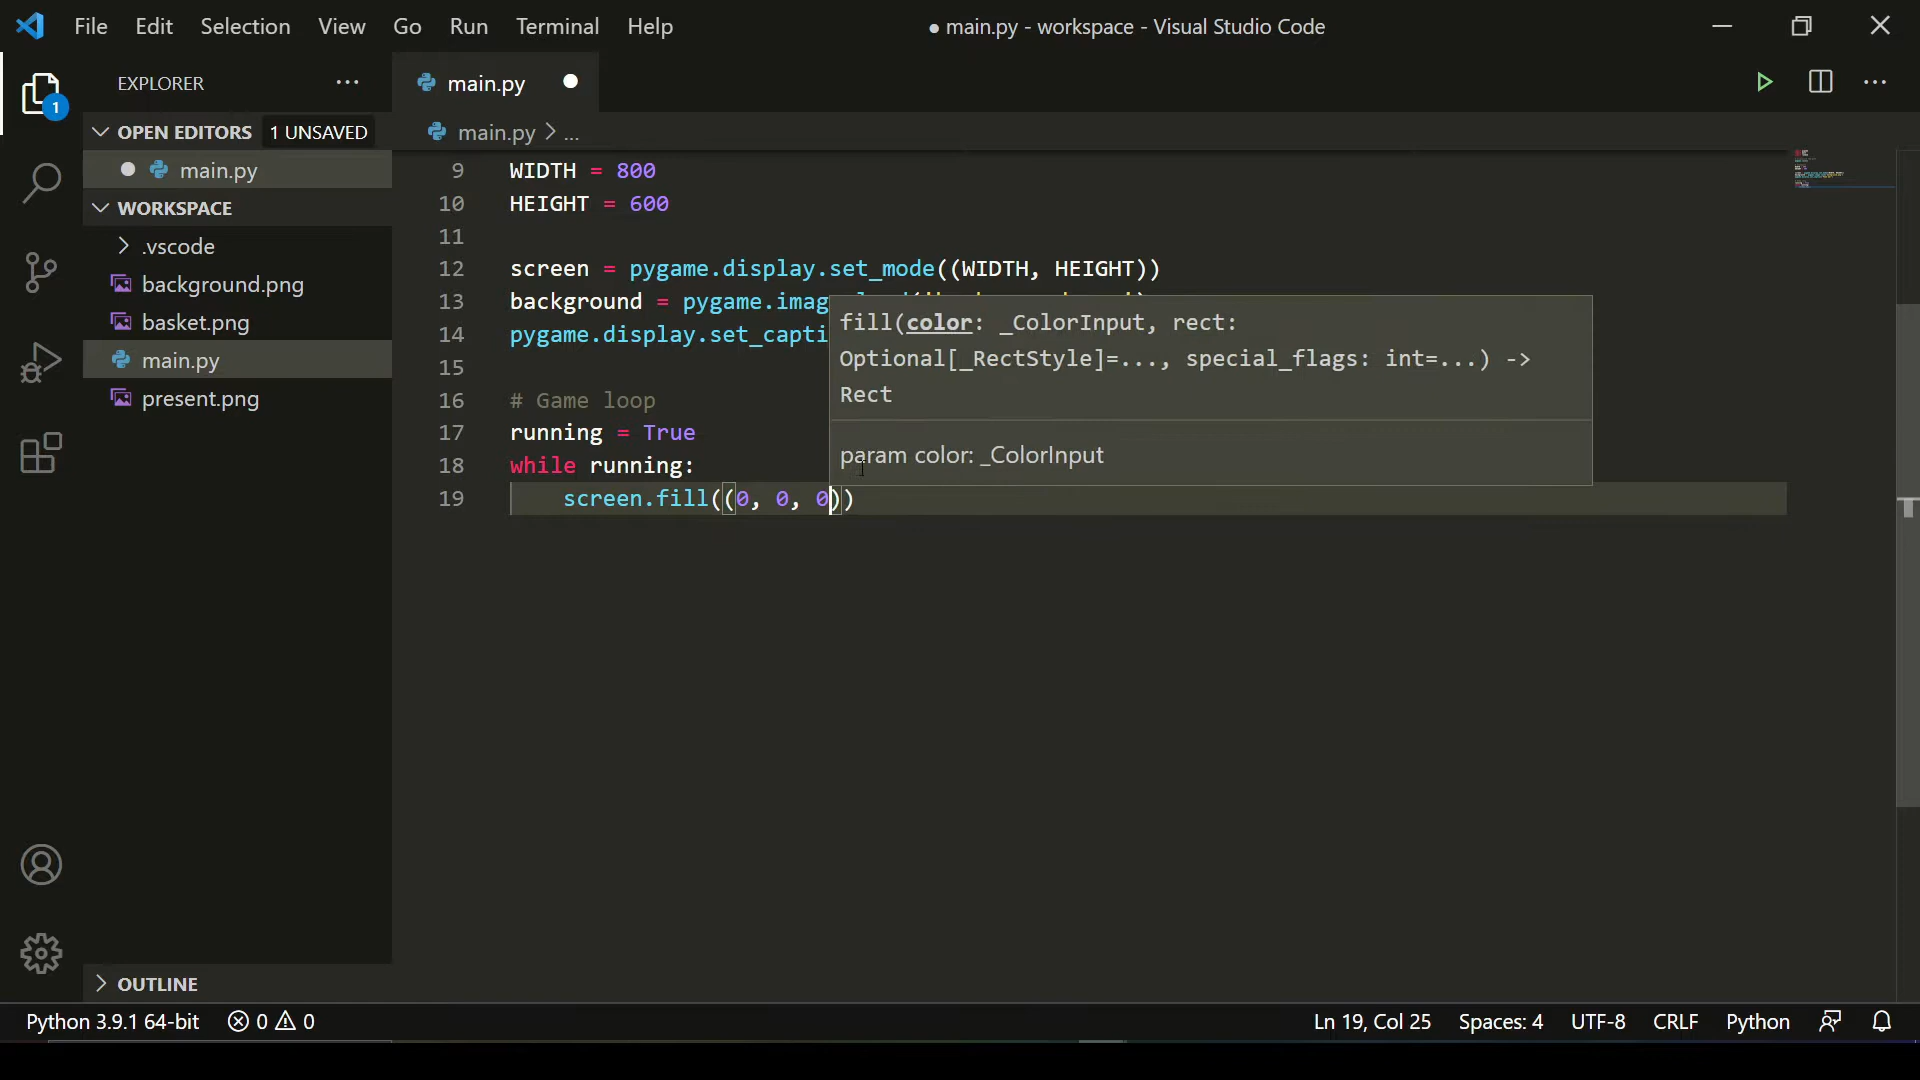 File Edit Selection View Go Run Terminal Help
● main.py - workspace - Visual Studio Code
EXPLORER
1
OPEN EDITORS 1 UNSAVED
main.py
WORKSPACE
.vscode
background.png
basket.png
main.py
present.png
OUTLINE
main.py
main.py > ...
9 WIDTH = 800
10 HEIGHT = 600
11
12 screen = pygame.display.set_mode((WIDTH, HEIGHT))
13 background = pygame.imag
14 pygame.display.set_capti
15
16 # Game loop
17 running = True
18 while running:
19 screen.fill((0, 0, 0))
fill(color: _ColorInput, rect:
Optional[_RectStyle]=..., special_flags: int=...) ->
Rect
param color: _ColorInput
Python 3.9.1 64-bit 0 0 Ln 19, Col 25 Spaces: 4 UTF-8 CRLF Python